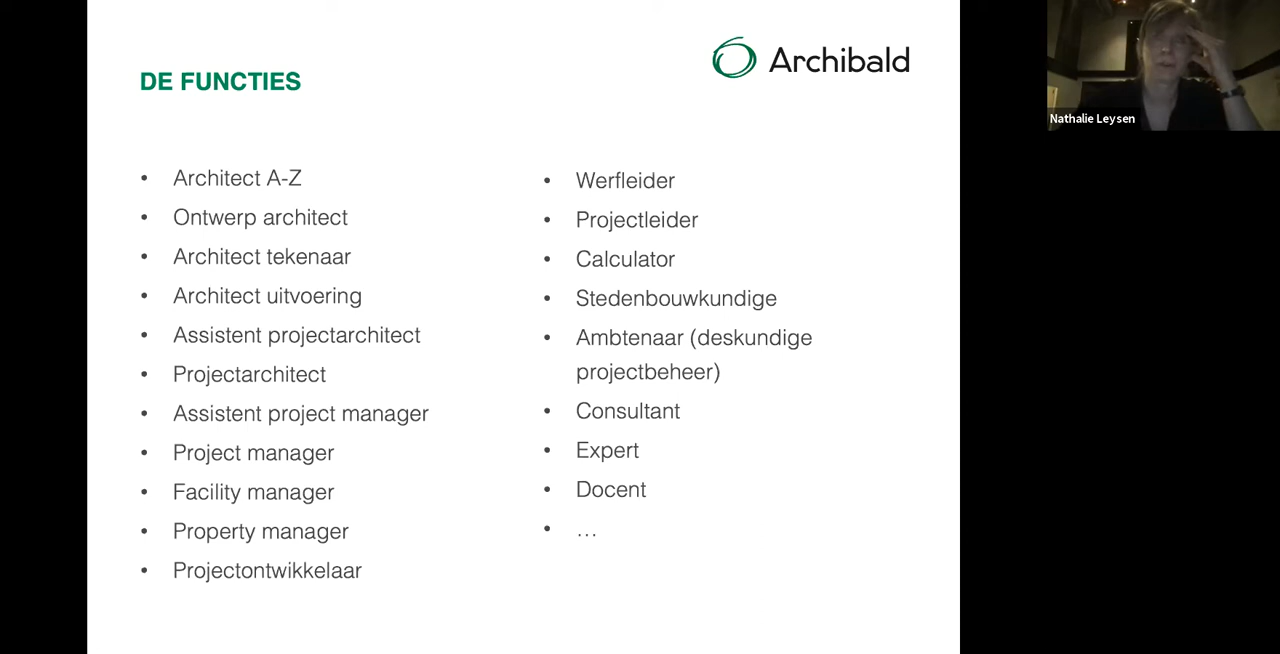 Archibald
DE FUNCTIES
• Architect A-Z
• Ontwerp architect
• Architect tekenaar
• Architect uitvoering
• Assistent projectarchitect
• Projectarchitect
• Assistent project manager
• Project manager
• Facility manager
• Property manager
• Projectontwikkelaar
• Werfleider
• Projectleider
• Calculator
• Stedenbouwkundige
• Ambtenaar (deskundige
projectbeheer)
• Consultant
• Expert
• Docent
• …
Nathalie Leysen